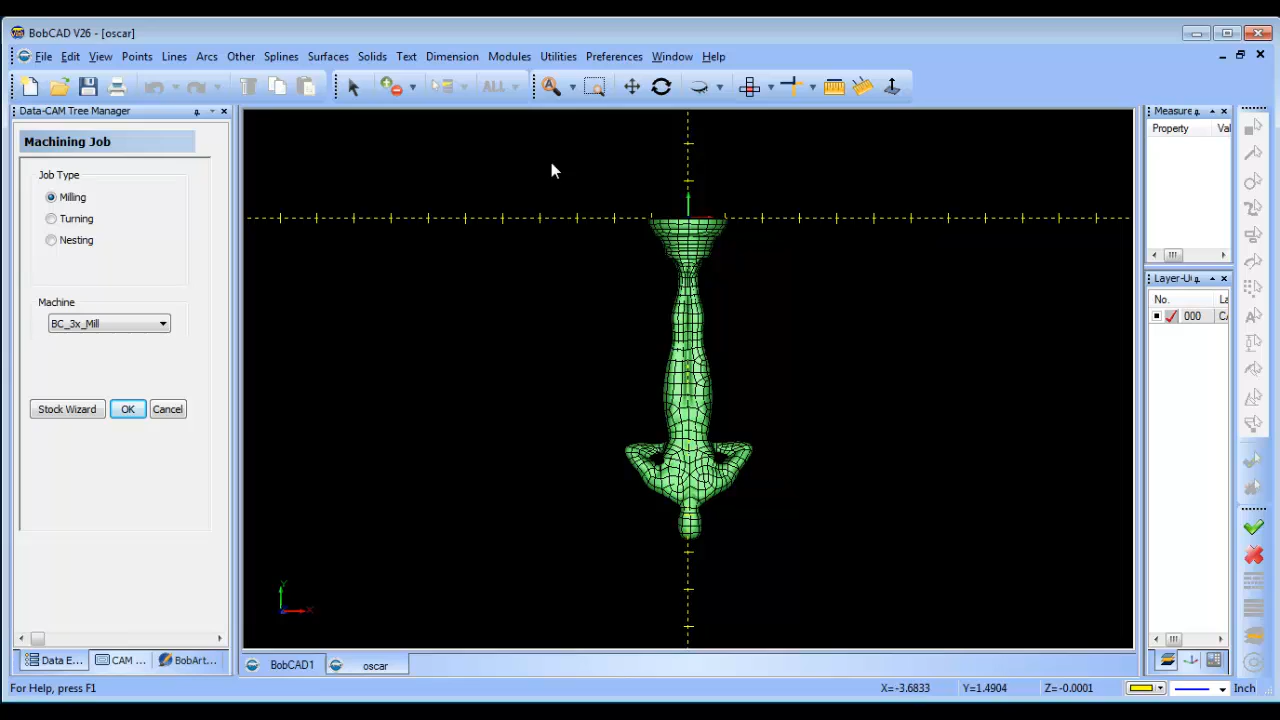 BobCAD V26 - [oscar]
File Edit View Points Lines Arcs Other Splines Surfaces Solids Text Dimension Modules Utilities Preferences Window Help
ALL
Data-CAM Tree Manager
Machining Job
Job Type
Milling
Turning
Nesting
Machine
BC_3x_Mill
Stock Wizard OK Cancel
Data E... CAM ... BobArt...
Y
X
BobCAD1 oscar
Measure
Property Val
Layer-U
No. La
000 CA
For Help, press F1
X=-3.6833 Y=1.4904 Z=-0.0001 Inch